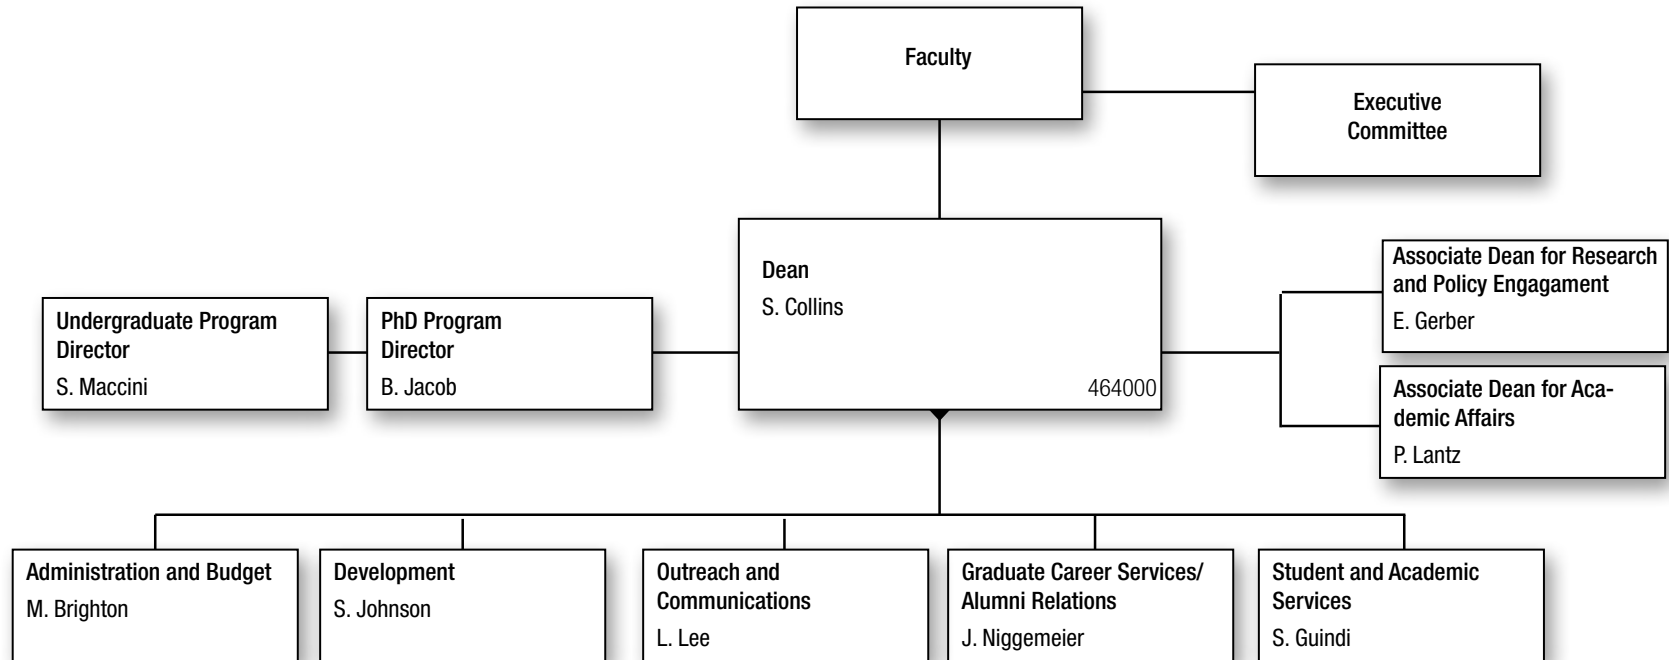 Faculty
Executive
Committee
Dean
S. Collins
464000
Associate Dean for Research
and Policy Engagament
E. Gerber
Undergraduate Program
Director
S. Maccini
PhD Program
Director
B. Jacob
Associate Dean for Aca-
demic Affairs
P. Lantz
Administration and Budget
M. Brighton
Development
S. Johnson
Outreach and
Communications
L. Lee
Graduate Career Services/
Alumni Relations
J. Niggemeier
Student and Academic
Services
S. Guindi